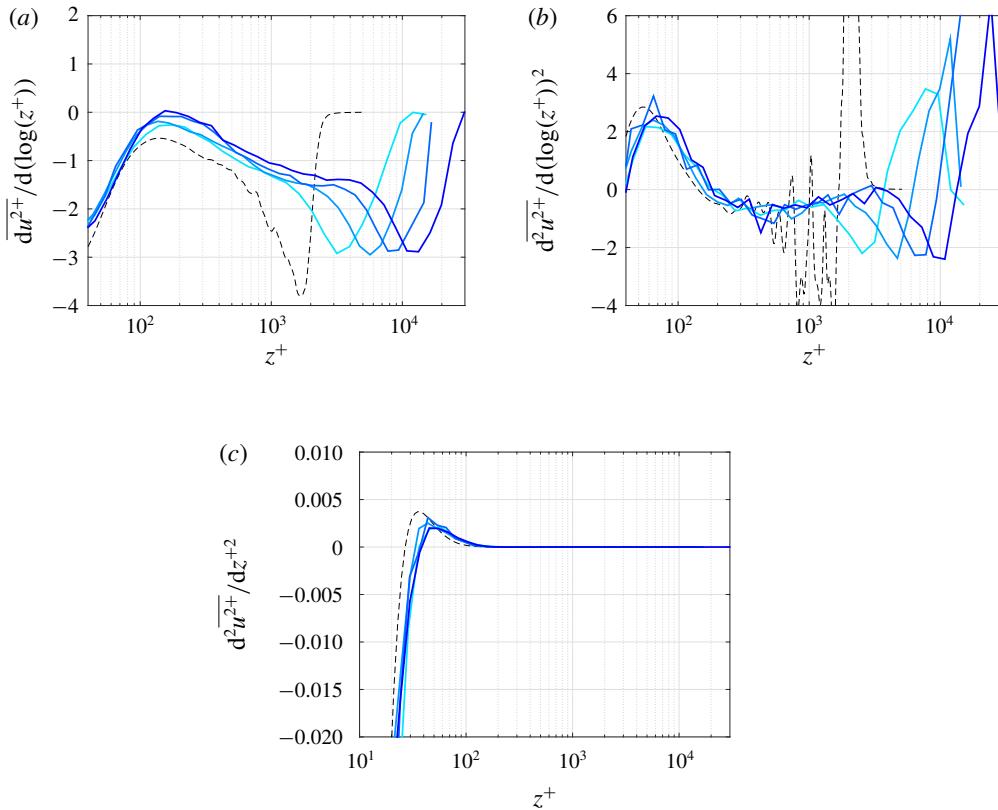 (a)
2
1
0
−1
−2
−3
−4
10² 10³ 10⁴
z⁺
du²⁺/d(log(z⁺))
(b)
6
4
2
0
−2
−4
10² 10³ 10⁴
z⁺
d²u²⁺/d(log(z⁺))²
(c)
0.010
0.005
0
−0.005
−0.010
−0.015
−0.020
10¹ 10² 10³ 10⁴
z⁺
d²u²⁺/dz⁺²